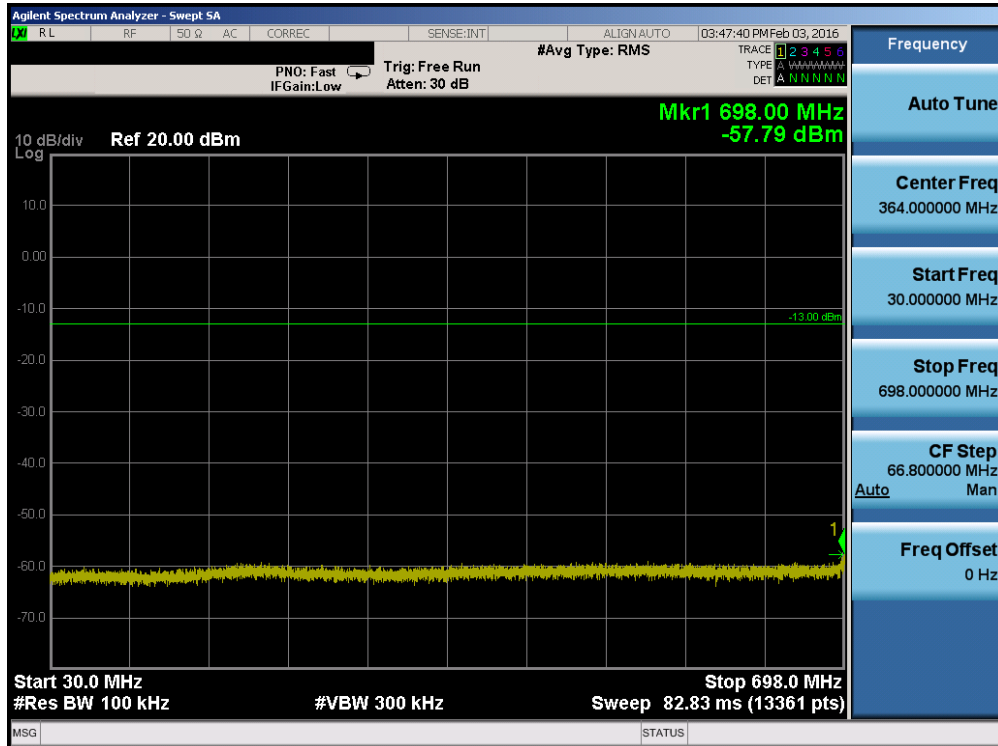 Agilent Spectrum Analyzer - Swept SA
LXI RL RF 50 Ω AC CORREC SENSE:INT ALIGN AUTO 03:47:40 PM Feb 03, 2016
#Avg Type: RMS
TRACE 1 2 3 4 5 6
PNO: Fast Trig: Free Run
TYPE A WWWWW
IFGain:Low Atten: 30 dB
DET A N N N N N
Mkr1 698.00 MHz
-57.79 dBm
10 dB/div Ref 20.00 dBm
Log
10.0
0.00
-10.0
-13.00 dBm
-20.0
-30.0
-40.0
-50.0
1
-60.0
-70.0
Start 30.0 MHz Stop 698.0 MHz
#Res BW 100 kHz #VBW 300 kHz Sweep 82.83 ms (13361 pts)
MSG STATUS
Frequency
Auto Tune
Center Freq
364.000000 MHz
Start Freq
30.000000 MHz
Stop Freq
698.000000 MHz
CF Step
66.800000 MHz
Auto Man
Freq Offset
0 Hz